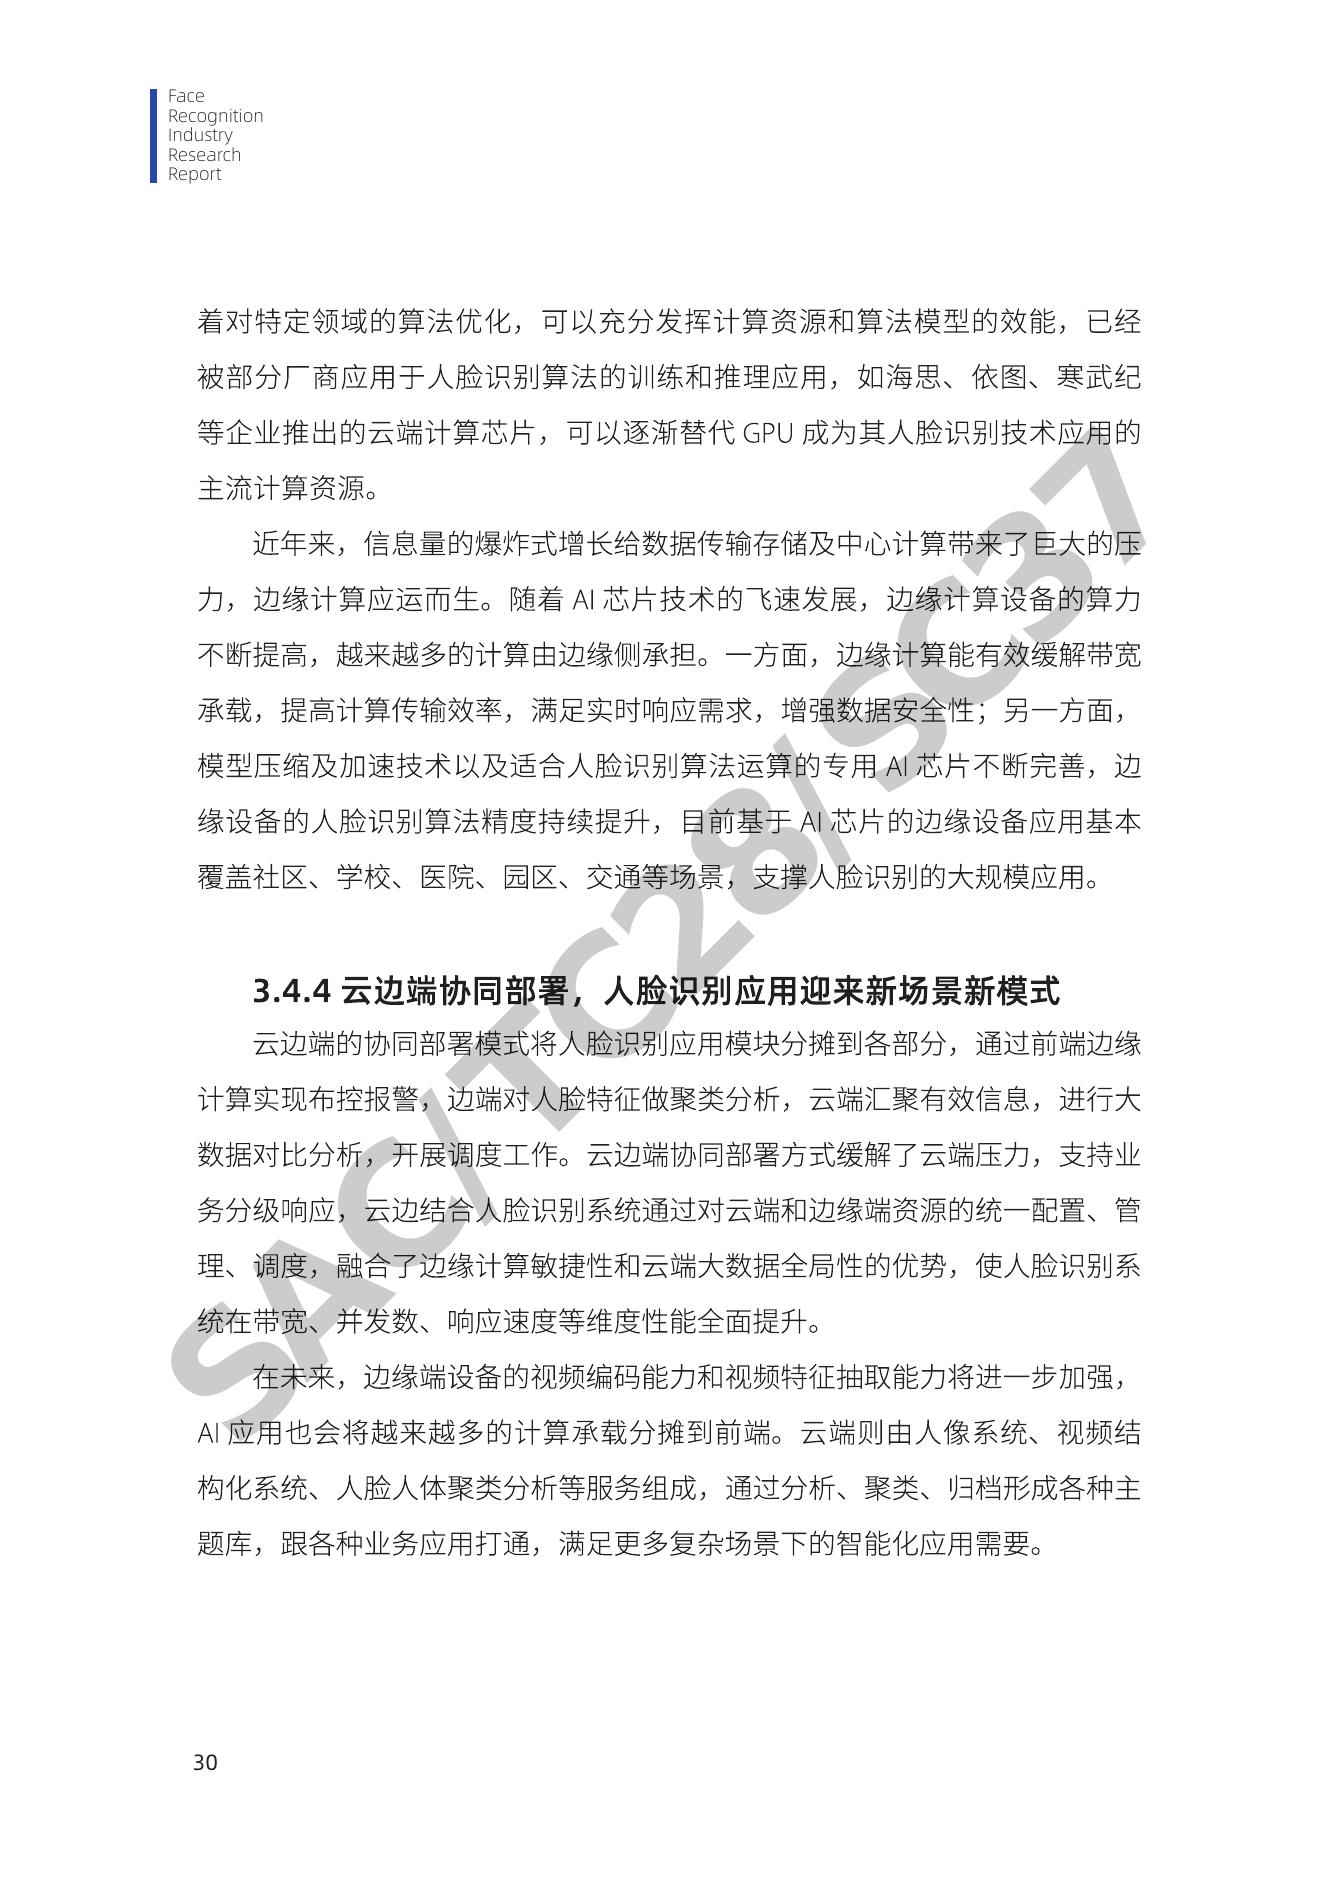 Face
Recognition
Industry
Research
Report
着对特定领域的算法优化，可以充分发挥计算资源和算法模型的效能，已经
被部分厂商应用于人脸识别算法的训练和推理应用，如海思、依图、寒武纪
等企业推出的云端计算芯片，可以逐渐替代 GPU 成为其人脸识别技术应用的
主流计算资源。
近年来，信息量的爆炸式增长给数据传输存储及中心计算带来了巨大的压
力，边缘计算应运而生。随着 AI 芯片技术的飞速发展，边缘计算设备的算力
不断提高，越来越多的计算由边缘侧承担。一方面，边缘计算能有效缓解带宽
承载，提高计算传输效率，满足实时响应需求，增强数据安全性；另一方面，
模型压缩及加速技术以及适合人脸识别算法运算的专用 AI 芯片不断完善，边
缘设备的人脸识别算法精度持续提升，目前基于 AI 芯片的边缘设备应用基本
覆盖社区、学校、医院、园区、交通等场景，支撑人脸识别的大规模应用。
3.4.4 云边端协同部署，人脸识别应用迎来新场景新模式
云边端的协同部署模式将人脸识别应用模块分摊到各部分，通过前端边缘
计算实现布控报警，边端对人脸特征做聚类分析，云端汇聚有效信息，进行大
数据对比分析，开展调度工作。云边端协同部署方式缓解了云端压力，支持业
务分级响应，云边结合人脸识别系统通过对云端和边缘端资源的统一配置、管
理、调度，融合了边缘计算敏捷性和云端大数据全局性的优势，使人脸识别系
统在带宽、并发数、响应速度等维度性能全面提升。
在未来，边缘端设备的视频编码能力和视频特征抽取能力将进一步加强，
AI 应用也会将越来越多的计算承载分摊到前端。云端则由人像系统、视频结
构化系统、人脸人体聚类分析等服务组成，通过分析、聚类、归档形成各种主
题库，跟各种业务应用打通，满足更多复杂场景下的智能化应用需要。
SAC/TC28/SC37
30